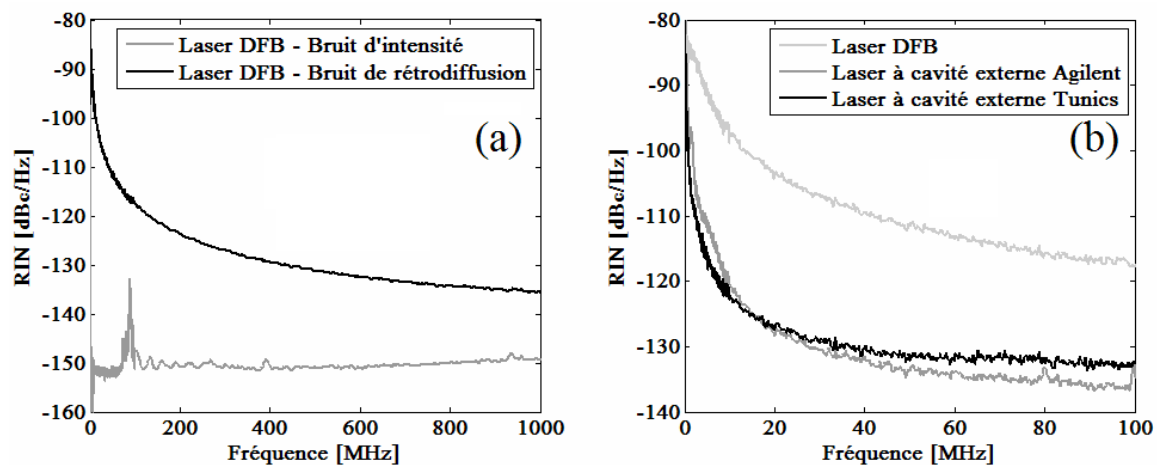 -80
-90
-100
-110
-120
-130
-140
-150
-160
RIN [dBc/Hz]
Laser DFB - Bruit d'intensité
Laser DFB - Bruit de rétrodiffusion
(a)
0
200
400
600
800
1000
Fréquence [MHz]
-80
-90
-100
-110
-120
-130
-140
RIN [dBc/Hz]
Laser DFB
Laser à cavité externe Agilent
Laser à cavité externe Tunics
(b)
0
20
40
60
80
100
Fréquence [MHz]